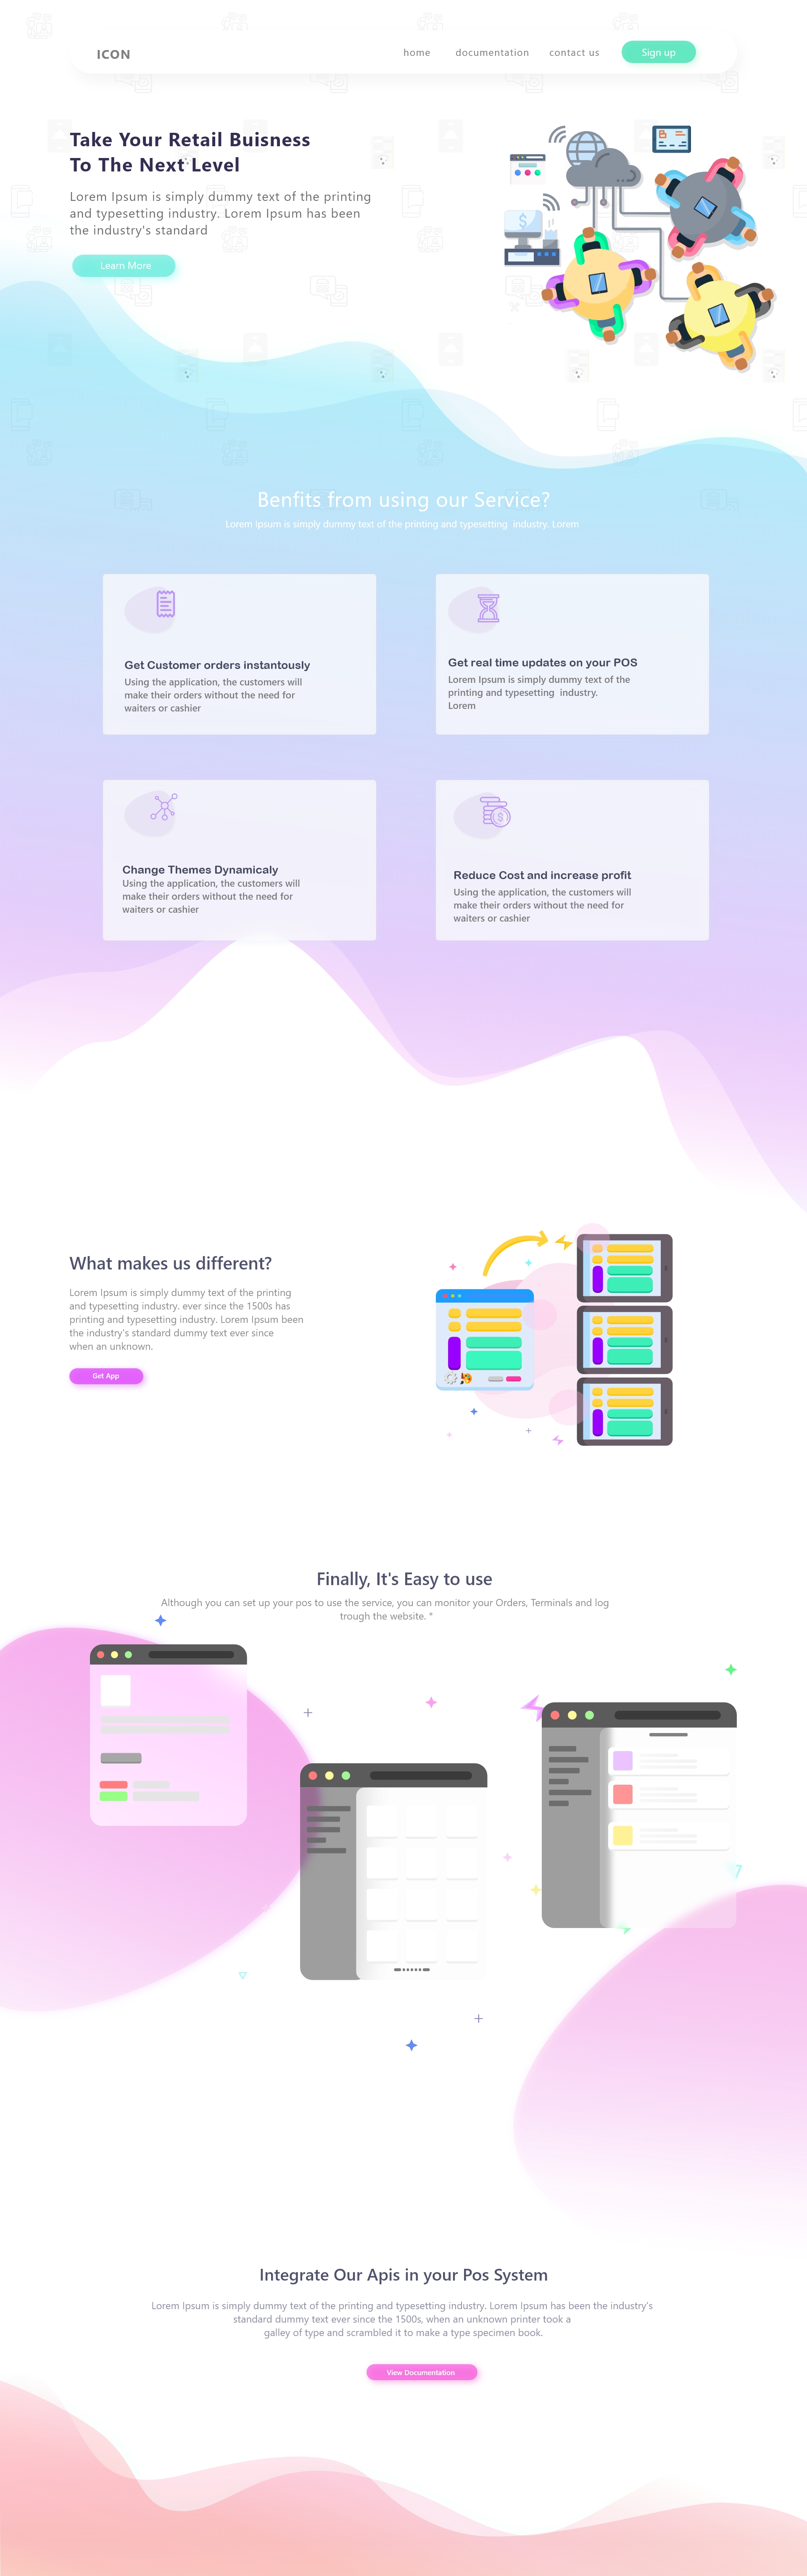 ICON
home documentation contact us Sign up
Take Your Retail Buisness
To The Next Level
Lorem Ipsum is simply dummy text of the printing
and typesetting industry. Lorem Ipsum has been
the industry's standard
Learn More
Benfits from using our Service?
Lorem Ipsum is simply dummy text of the printing and typesetting industry. Lorem
Get Customer orders instantously
Using the application, the customers will
make their orders without the need for
waiters or cashier
Get real time updates on your POS
Lorem Ipsum is simply dummy text of the
printing and typesetting industry.
Lorem
Change Themes Dynamicaly
Using the application, the customers will
make their orders without the need for
waiters or cashier
Reduce Cost and increase profit
Using the application, the customers will
make their orders without the need for
waiters or cashier
What makes us different?
Lorem Ipsum is simply dummy text of the printing
and typesetting industry. ever since the 1500s has
printing and typesetting industry. Lorem Ipsum been
the industry's standard dummy text ever since
when an unknown.
Get App
Finally, It's Easy to use
Although you can set up your pos to use the service, you can monitor your Orders, Terminals and log
trough the website. *
Integrate Our Apis in your Pos System
Lorem Ipsum is simply dummy text of the printing and typesetting industry. Lorem Ipsum has been the industry's
standard dummy text ever since the 1500s, when an unknown printer took a
galley of type and scrambled it to make a type specimen book.
View Documentation